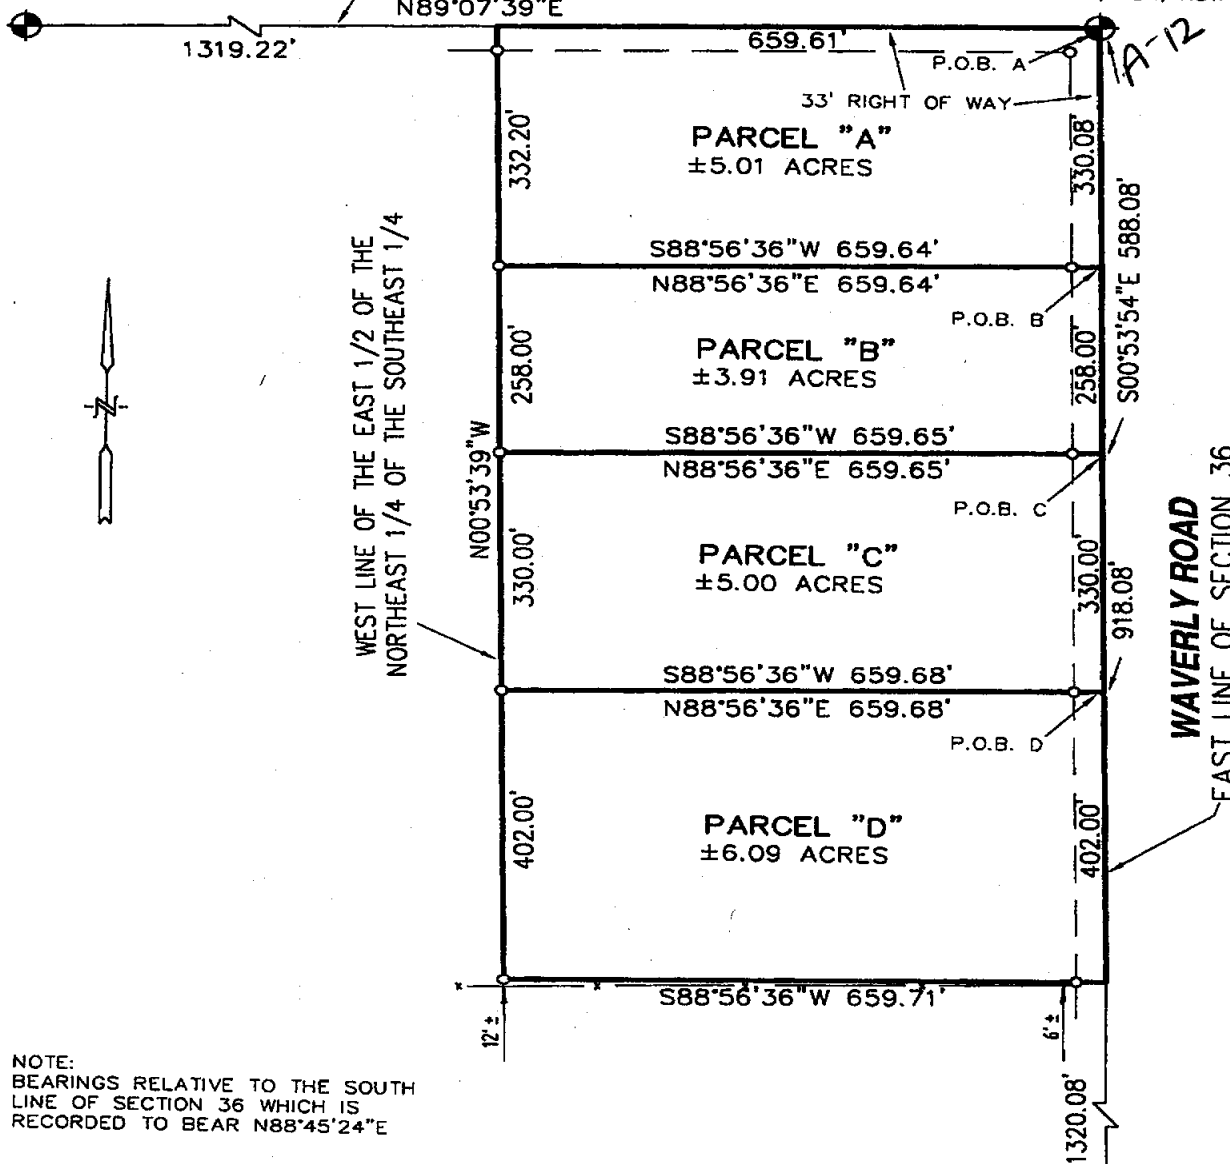 N89°07'39"E
1319.22'
659.61'
P.O.B. A
A-12
33' RIGHT OF WAY
PARCEL "A"
±5.01 ACRES
332.20'
330.08'
S88°56'36"W 659.64'
N88°56'36"E 659.64'
P.O.B. B
S00°53'54"E 588.08'
WEST LINE OF THE EAST 1/2 OF THE
NORTHEAST 1/4 OF THE SOUTHEAST 1/4
PARCEL "B"
±3.91 ACRES
258.00'
258.00'
S88°56'36"W 659.65'
N88°56'36"E 659.65'
P.O.B. C
N00°53'39"W
PARCEL "C"
±5.00 ACRES
330.00'
330.00'
918.08'
S88°56'36"W 659.68'
N88°56'36"E 659.68'
P.O.B. D
WAVERLY ROAD
EAST LINE OF SECTION 36
PARCEL "D"
±6.09 ACRES
402.00'
402.00'
S88°56'36"W 659.71'
12' ±
6' ±
1320.08'
NOTE:
BEARINGS RELATIVE TO THE SOUTH
LINE OF SECTION 36 WHICH IS
RECORDED TO BEAR N88°45'24"E